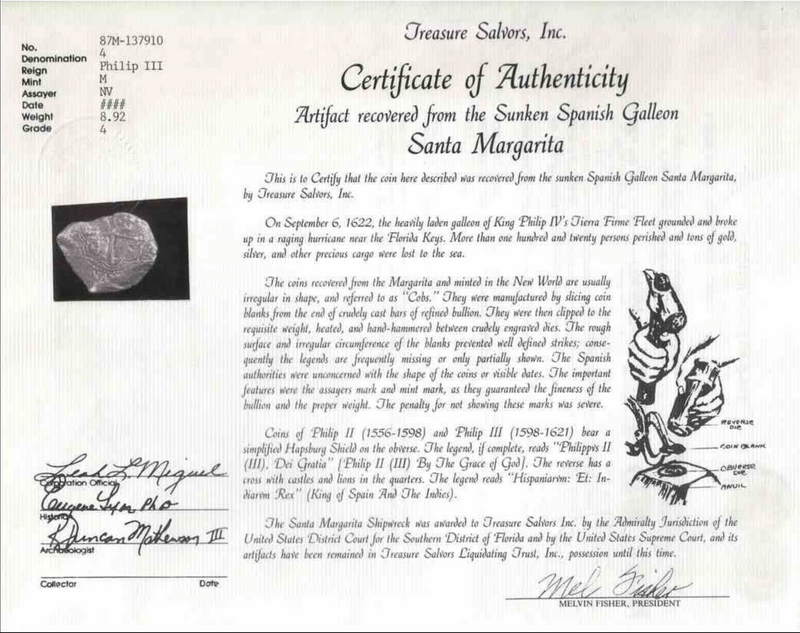 No. 87M-137910
Denomination 4
Reign Philip III
Mint M
Assayer NV
Date ####
Weight 8.92
Grade 4
Treasure Salvors, Inc.
Certificate of Authenticity
Artifact recovered from the Sunken Spanish Galleon
Santa Margarita
This is to Certify that the coin here described was recovered from the sunken Spanish Galleon Santa Margarita,
by Treasure Salvors, Inc.
On September 6, 1622, the heavily laden galleon of King Philip IV's Tierra Firme Fleet grounded and broke
up in a raging hurricane near the Florida Keys. More than one hundred and twenty persons perished and tons of gold,
silver, and other precious cargo were lost to the sea.
The coins recovered from the Margarita and minted in the New World are usually
irregular in shape, and referred to as "Cobs." They were manufactured by slicing coin
blanks from the end of crudely cast bars of refined bullion. They were then clipped to the
requisite weight, heated, and hand-hammered between crudely engraved dies. The rough
surface and irregular circumference of the blanks prevented well defined strikes; conse-
quently the legends are frequently missing or only partially shown. The Spanish
authorities were unconcerned with the shape of the coins or visible dates. The important
features were the assayers mark and mint mark, as they guaranteed the fineness of the
bullion and the proper weight. The penalty for not showing these marks was severe.
REVERSE
DIE
COIN BLANK
OBVERSE
DIE
ANVIL
Coins of Philip II (1556-1598) and Philip III (1598-1621) bear a
simplified Hapsburg Shield on the obverse. The legend, if complete, reads "Philippvs II
(III), Dei Gratia" [Philip II (III) By The Grace of God]. The reverse has a
cross with castles and lions in the quarters. The legend reads "Hispaniarvm: Et: In-
diarvm Rex" (King of Spain And The Indies).
The Santa Margarita Shipwreck was awarded to Treasure Salvors Inc. by the Admiralty Jurisdiction of the
United States District Court for the Southern District of Florida and by the United States Supreme Court, and its
artifacts have been remained in Treasure Salvors Liquidating Trust, Inc., possession until this time.
Leah L. Miguel
Corporation Official
Eugene Lyon PhD
Historian
R Duncan Mathewson III
Archaeologist
Collector Date
Mel Fisher
MELVIN FISHER, PRESIDENT